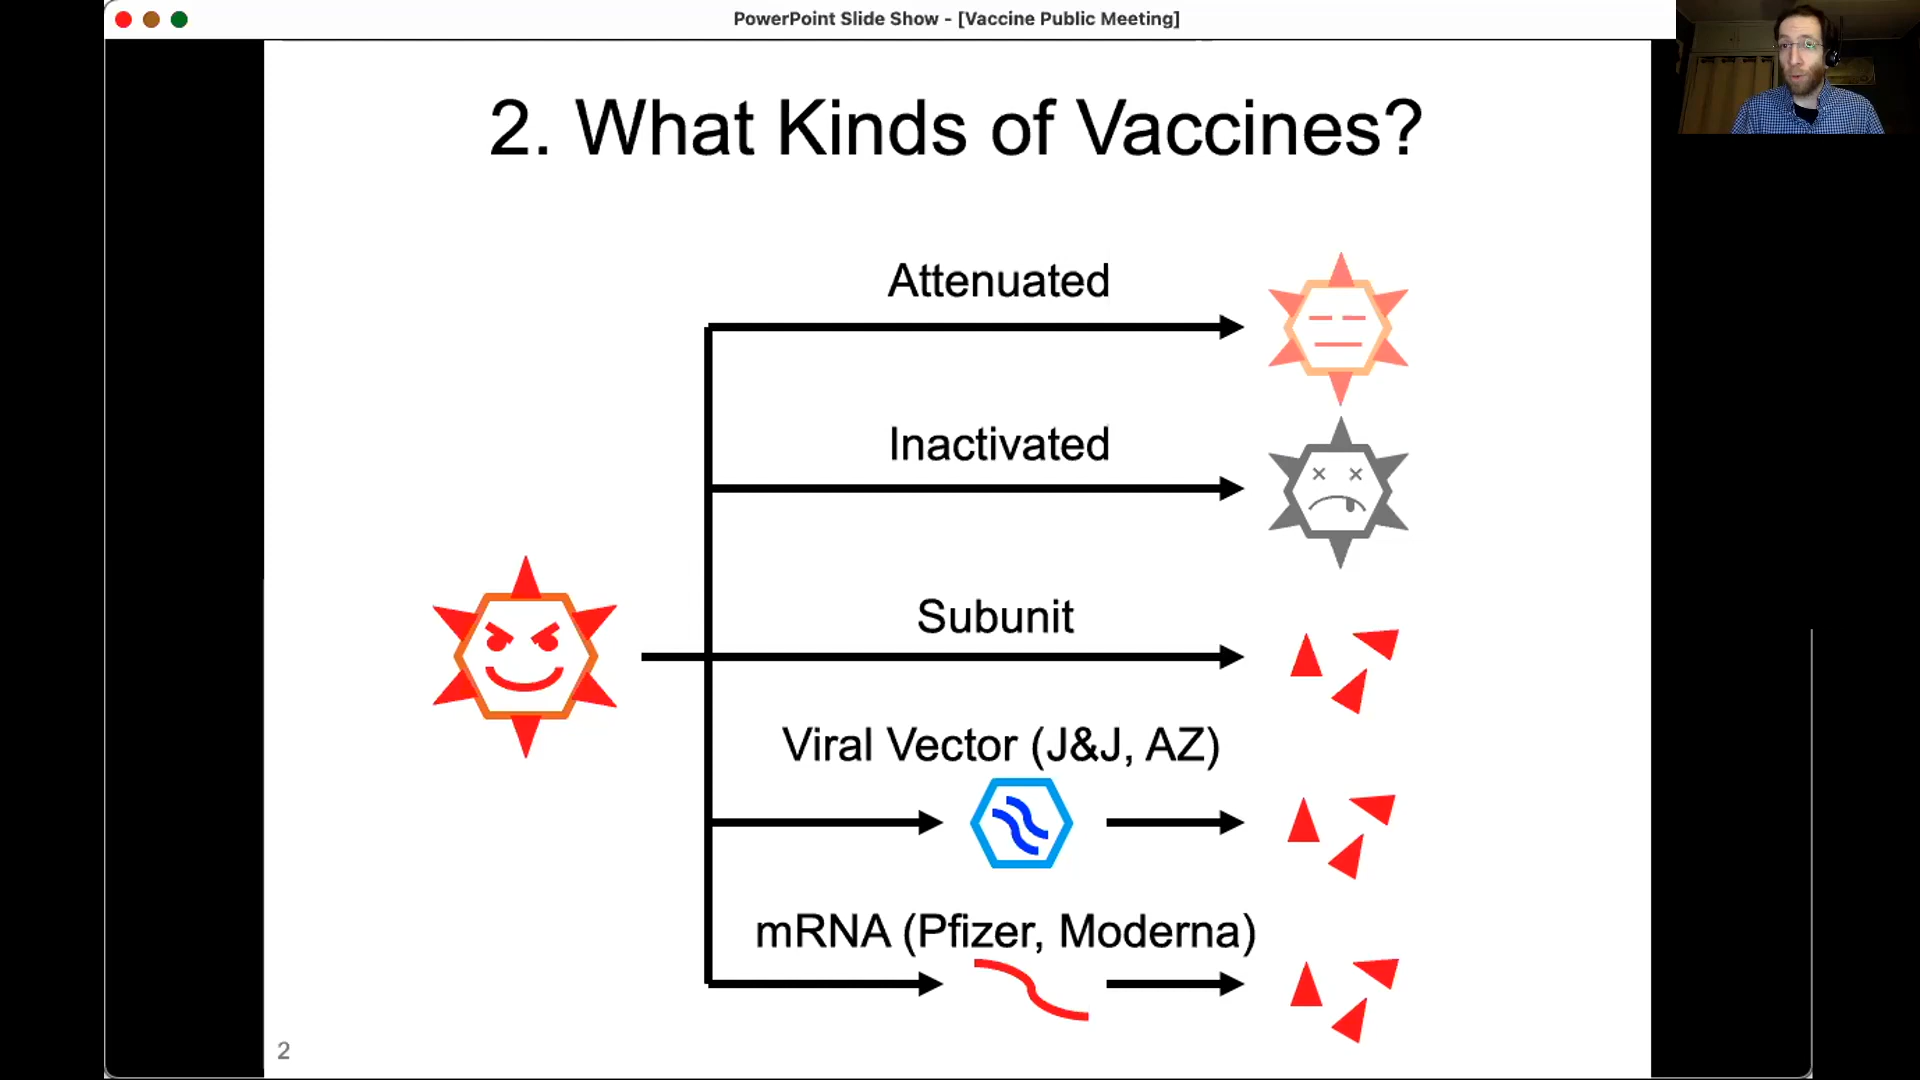 PowerPoint Slide Show - [Vaccine Public Meeting]
2. What Kinds of Vaccines?
Attenuated
Inactivated
Subunit
Viral Vector (J&J, AZ)
mRNA (Pfizer, Moderna)
2